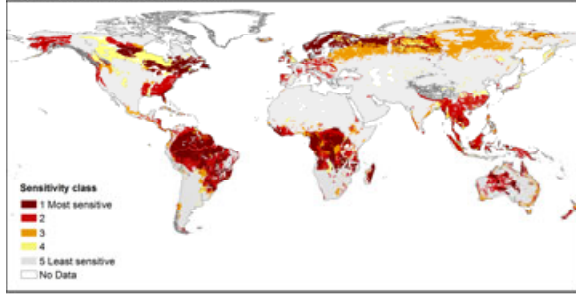 Sensitivity class
1 Most sensitive
2
3
4
5 Least sensitive
No Data